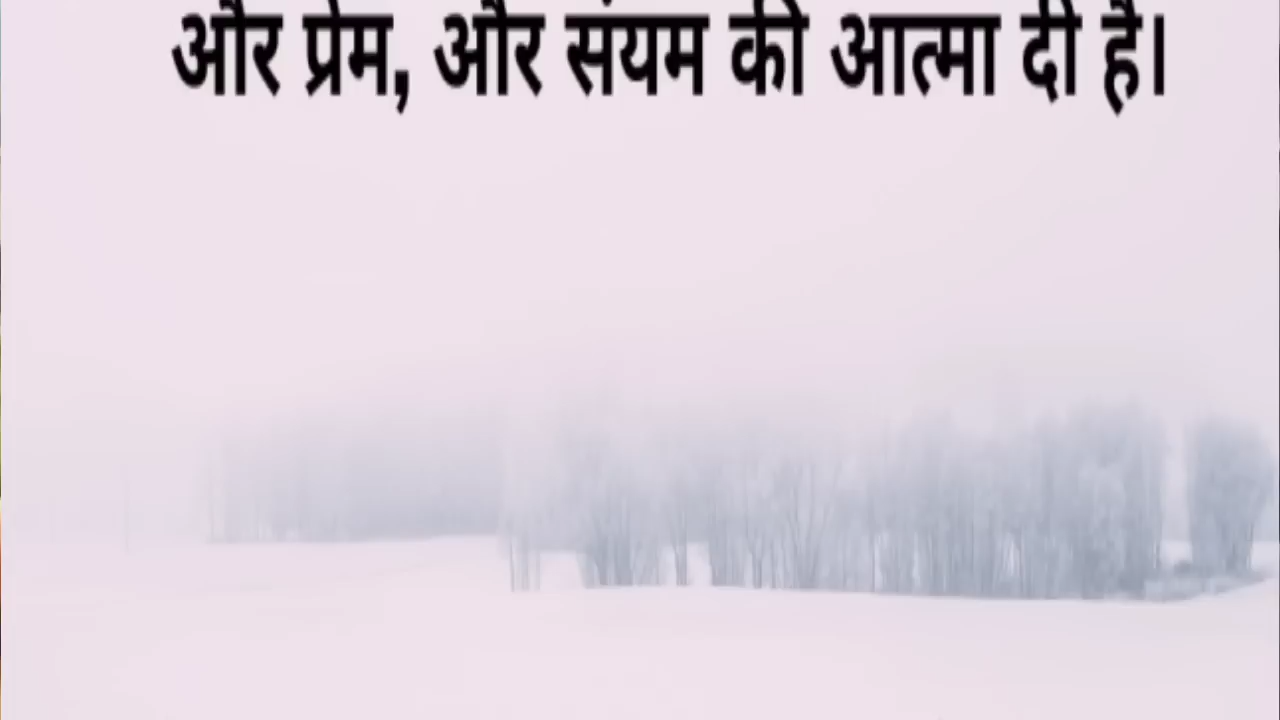 और प्रेम, और संयम की आत्मा दी है।